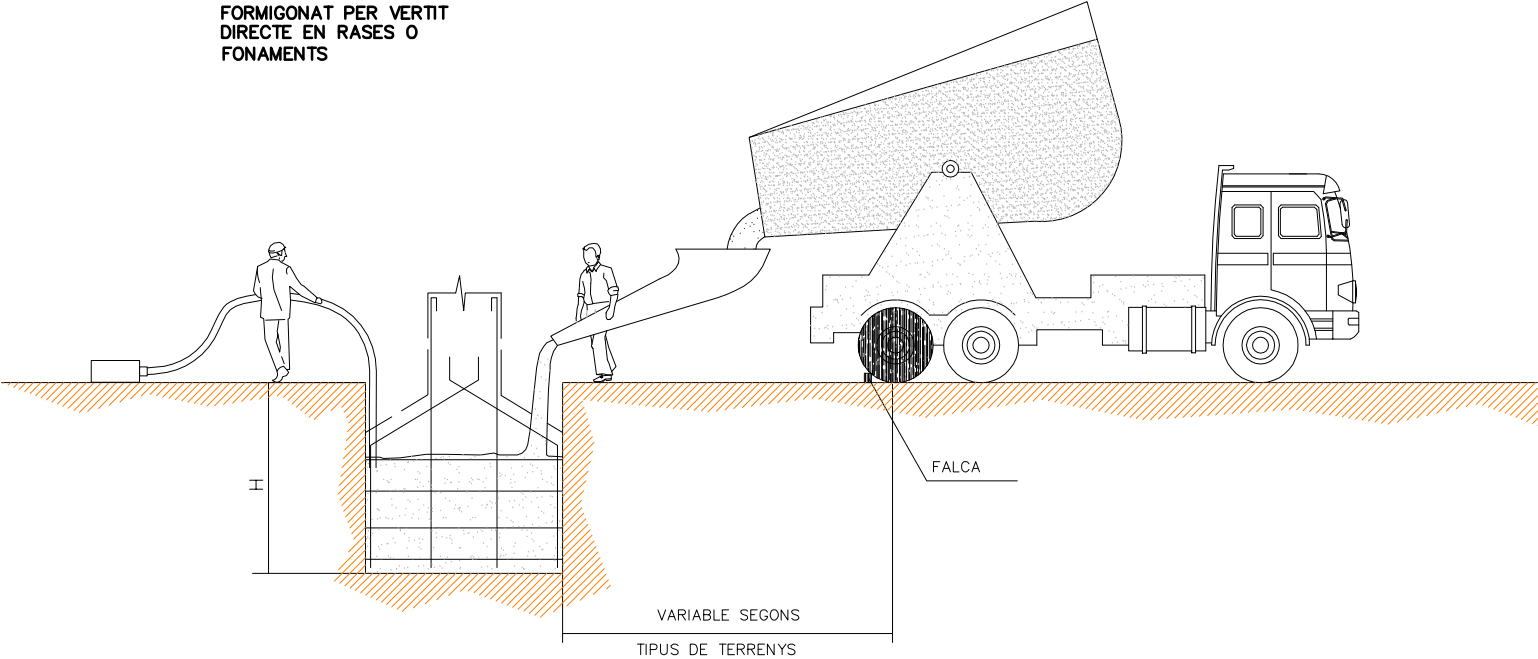 FORMIGONAT PER VERTIT
DIRECTE EN RASES O
FONAMENTS
FALCA
H
VARIABLE SEGONS
TIPUS DE TERRENYS